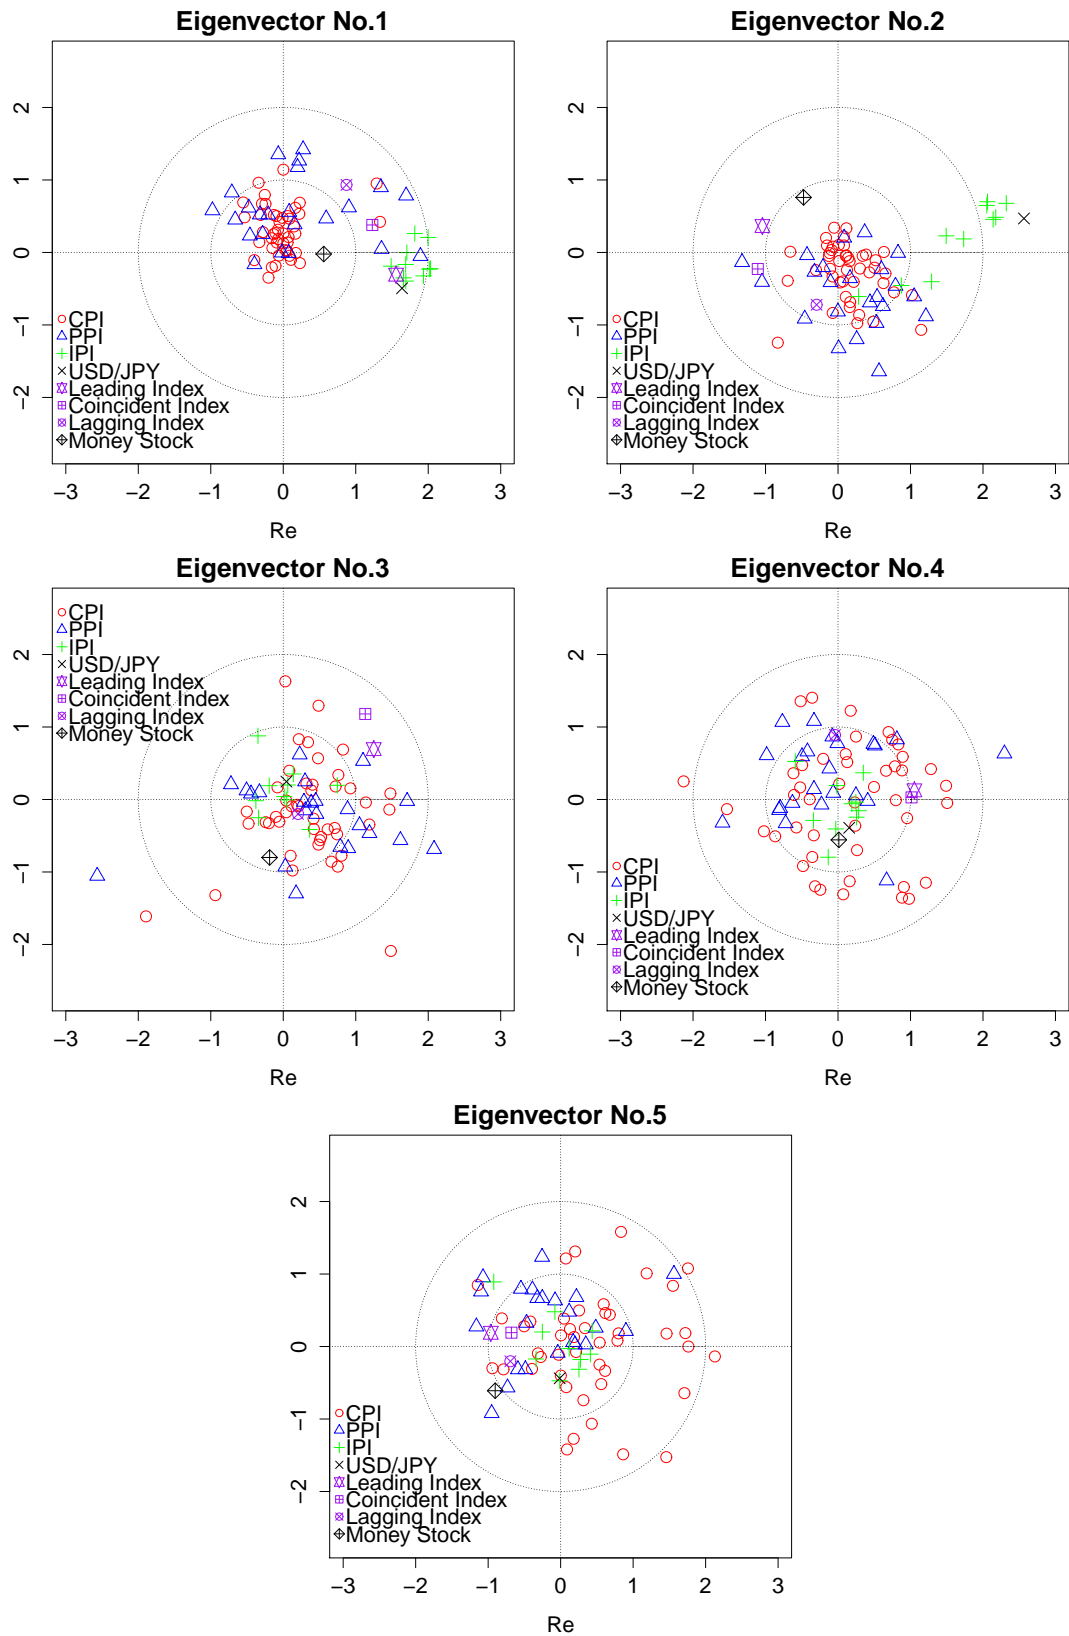 Eigenvector No.1
2
1
0
−1
−2
CPI
PPI
IPI
USD/JPY
Leading Index
Coincident Index
Lagging Index
Money Stock
−3 −2 −1 0 1 2 3
Re
Eigenvector No.2
2
1
0
−1
−2
CPI
PPI
IPI
USD/JPY
Leading Index
Coincident Index
Lagging Index
Money Stock
−3 −2 −1 0 1 2 3
Re
Eigenvector No.3
2
1
0
−1
−2
CPI
PPI
IPI
USD/JPY
Leading Index
Coincident Index
Lagging Index
Money Stock
−3 −2 −1 0 1 2 3
Re
Eigenvector No.4
2
1
0
−1
−2
CPI
PPI
IPI
USD/JPY
Leading Index
Coincident Index
Lagging Index
Money Stock
−3 −2 −1 0 1 2 3
Re
Eigenvector No.5
2
1
0
−1
−2
CPI
PPI
IPI
USD/JPY
Leading Index
Coincident Index
Lagging Index
Money Stock
−3 −2 −1 0 1 2 3
Re